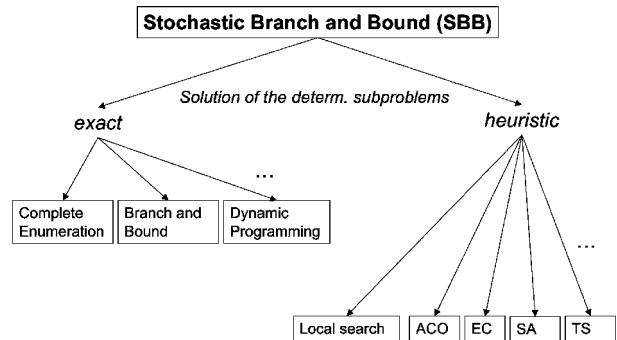 Stochastic Branch and Bound (SBB)
Solution of the determ. subproblems
exact
heuristic
...
Complete
Enumeration
Branch and
Bound
Dynamic
Programming
...
Local search
ACO
EC
SA
TS